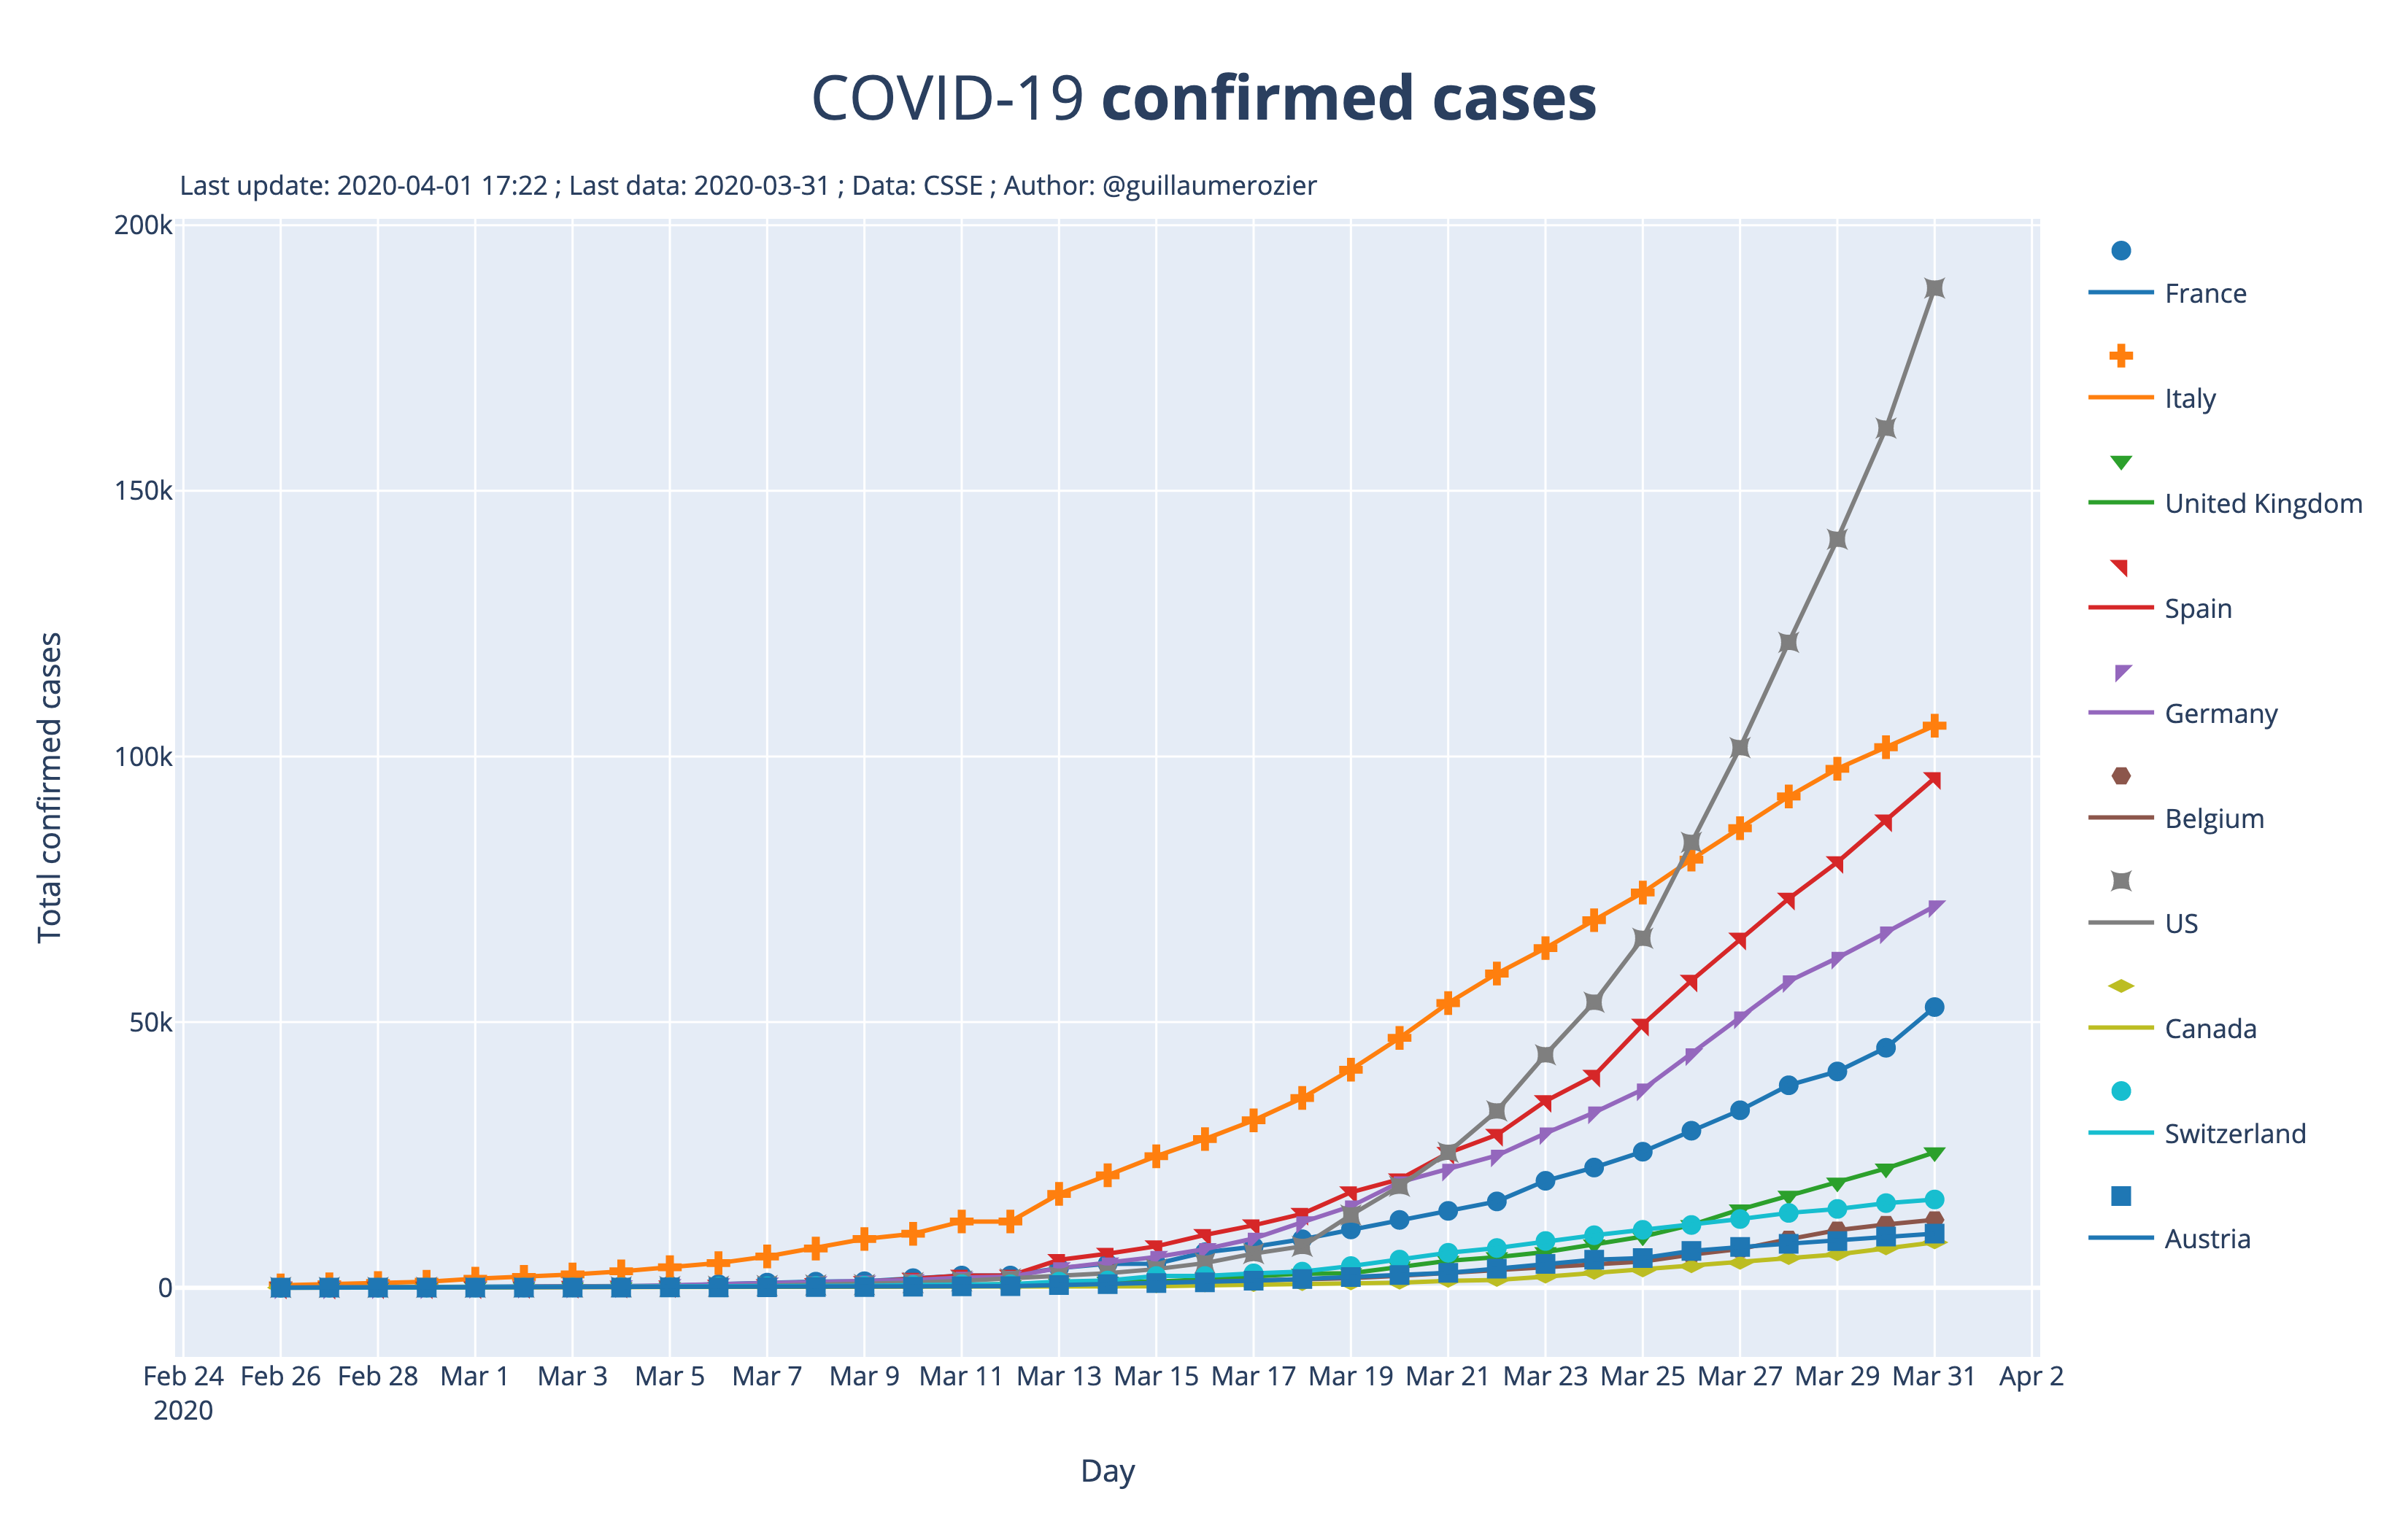 COVID-19 confirmed cases
Last update: 2020-04-01 17:22 ; Last data: 2020-03-31 ; Data: CSSE ; Author: @guillaumerozier
200k
150k
100k
50k
0
Total confirmed cases
Feb 24 Feb 26 Feb 28 Mar 1 Mar 3 Mar 5 Mar 7 Mar 9 Mar 11 Mar 13 Mar 15 Mar 17 Mar 19 Mar 21 Mar 23 Mar 25 Mar 27 Mar 29 Mar 31 Apr 2
2020
Day
France
Italy
United Kingdom
Spain
Germany
Belgium
US
Canada
Switzerland
Austria